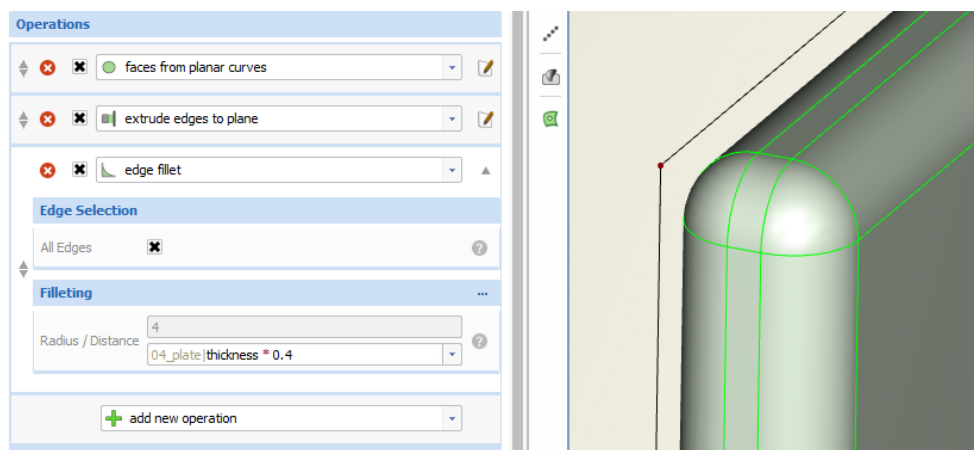 Operations
faces from planar curves
extrude edges to plane
edge fillet
Edge Selection
All Edges
?
Filleting
...
Radius / Distance
4
04_plate|thickness * 0.4
?
add new operation